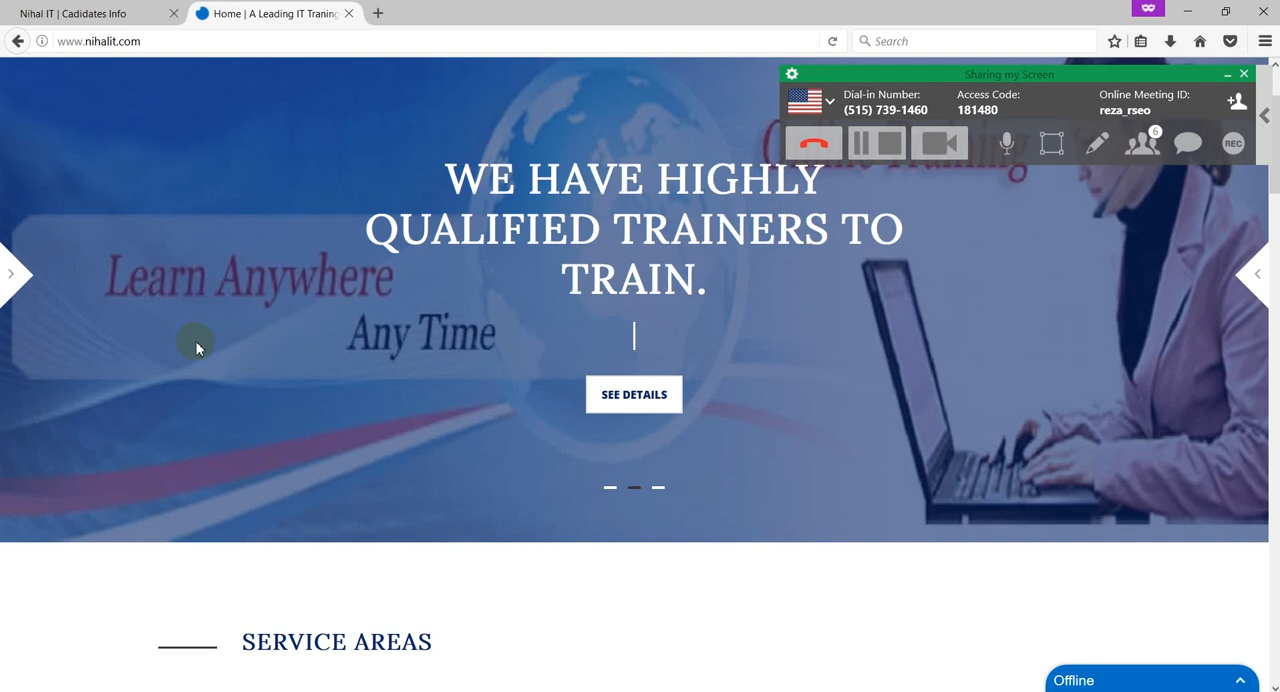 Nihal IT | Cadidates Info
Home | A Leading IT Traning
www.nihalit.com
Search
Sharing my Screen
Dial-in Number:
(515) 739-1460
Access Code:
181480
Online Meeting ID:
reza_rseo
6
REC
Training
WE HAVE HIGHLY
QUALIFIED TRAINERS TO
TRAIN.
Learn Anywhere
Any Time
SEE DETAILS
SERVICE AREAS
Offline